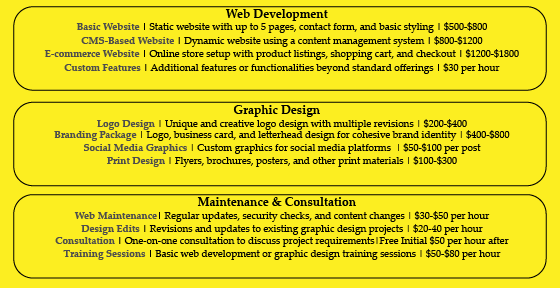 Web Development
Basic Website | Static website with up to 5 pages, contact form, and basic styling | $500-$800
CMS-Based Website | Dynamic website using a content management system | $800-$1200
E-commerce Website | Online store setup with product listings, shopping cart, and checkout | $1200-$1800
Custom Features | Additional features or functionalities beyond standard offerings | $30 per hour
Graphic Design
Logo Design | Unique and creative logo design with multiple revisions | $200-$400
Branding Package | Logo, business card, and letterhead design for cohesive brand identity | $400-$800
Social Media Graphics | Custom graphics for social media platforms | $50-$100 per post
Print Design | Flyers, brochures, posters, and other print materials | $100-$300
Maintenance & Consultation
Web Maintenance| Regular updates, security checks, and content changes | $30-$50 per hour
Design Edits | Revisions and updates to existing graphic design projects | $20-40 per hour
Consultation | One-on-one consultation to discuss project requirements|Free Initial $50 per hour after
Training Sessions | Basic web development or graphic design training sessions | $50-$80 per hour